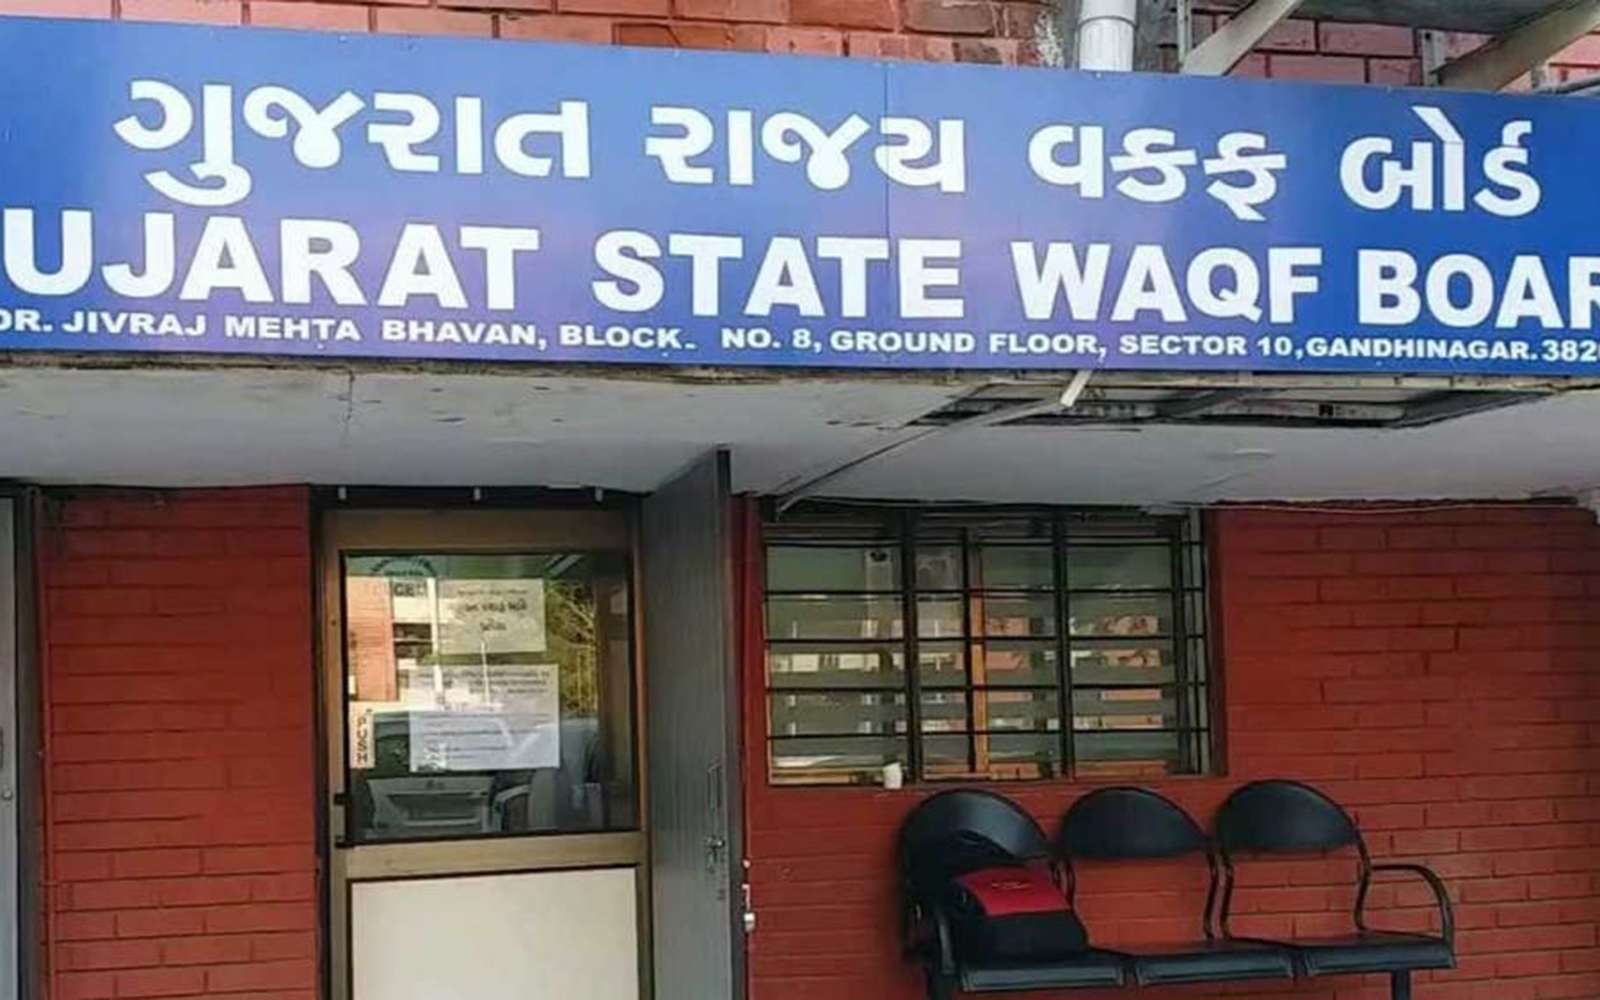 ગુજરાત રાજ્ય વકફ બોર્ડ
UJARAT STATE WAQF BOAR
DR. JIVRAJ MEHTA BHAVAN, BLOCK. NO. 8, GROUND FLOOR, SECTOR 10,GANDHINAGAR. 382
PUSH